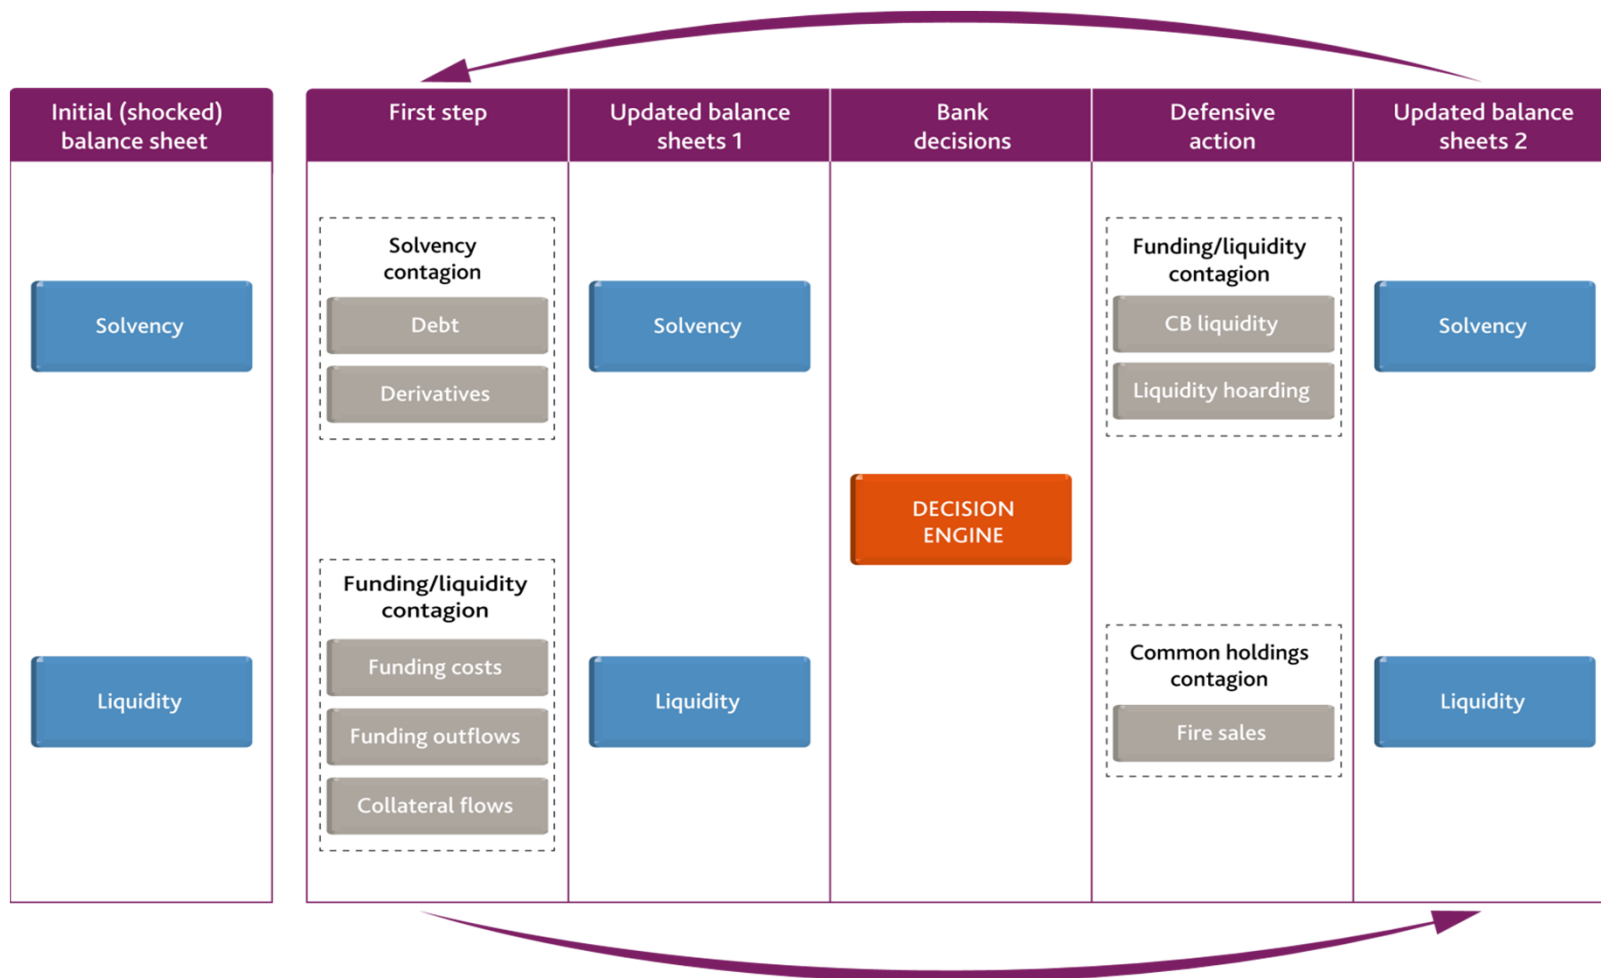 Initial (shocked)
balance sheet
Solvency
Liquidity
First step
Solvency
contagion
Debt
Derivatives
Funding/liquidity
contagion
Funding costs
Funding outflows
Collateral flows
Updated balance
sheets 1
Solvency
Liquidity
Bank
decisions
DECISION
ENGINE
Defensive
action
Funding/liquidity
contagion
CB liquidity
Liquidity hoarding
Common holdings
contagion
Fire sales
Updated balance
sheets 2
Solvency
Liquidity